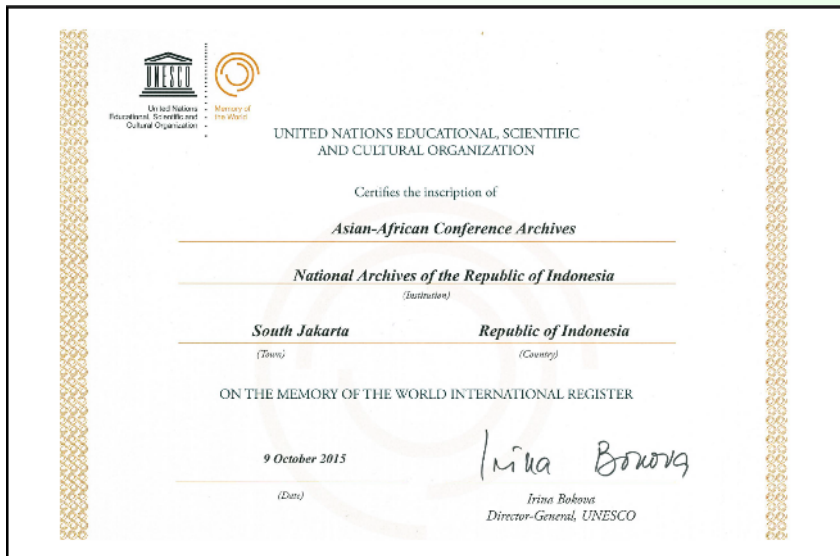 UNESCO
United Nations
Educational, Scientific and
Cultural Organization
Memory of
the World
UNITED NATIONS EDUCATIONAL, SCIENTIFIC
AND CULTURAL ORGANIZATION
Certifies the inscription of
Asian-African Conference Archives
National Archives of the Republic of Indonesia
(Institution)
South Jakarta Republic of Indonesia
(Town) (Country)
ON THE MEMORY OF THE WORLD INTERNATIONAL REGISTER
9 October 2015
(Date)
Irina Bokova
Irina Bokova
Director-General, UNESCO